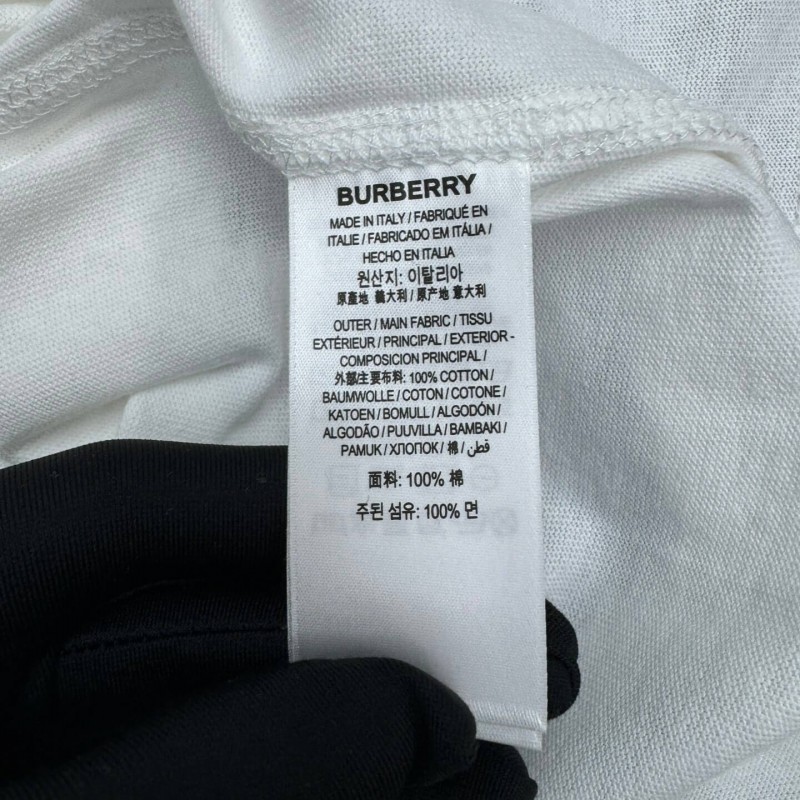 BURBERRY
MADE IN ITALY / FABRIQUÉ EN
ITALIE / FABRICADO EM ITÁLIA /
HECHO EN ITALIA
원산지: 이탈리아
原產地 義大利 / 原产地 意大利
OUTER / MAIN FABRIC / TISSU
EXTÉRIEUR / PRINCIPAL / EXTERIOR -
COMPOSICION PRINCIPAL /
外部/主要布料: 100% COTTON /
BAUMWOLLE / COTON / COTONE /
KATOEN / BOMULL / ALGODÓN /
ALGODÃO / PUUVILLA / BAMBAKI /
PAMUK / ХЛОПОК / 棉 / قطن
面料: 100% 棉
주된 섬유: 100% 면